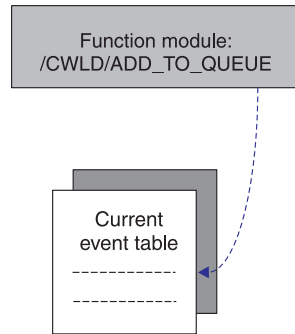 Function module:
/CWLD/ADD_TO_QUEUE
Current
event table